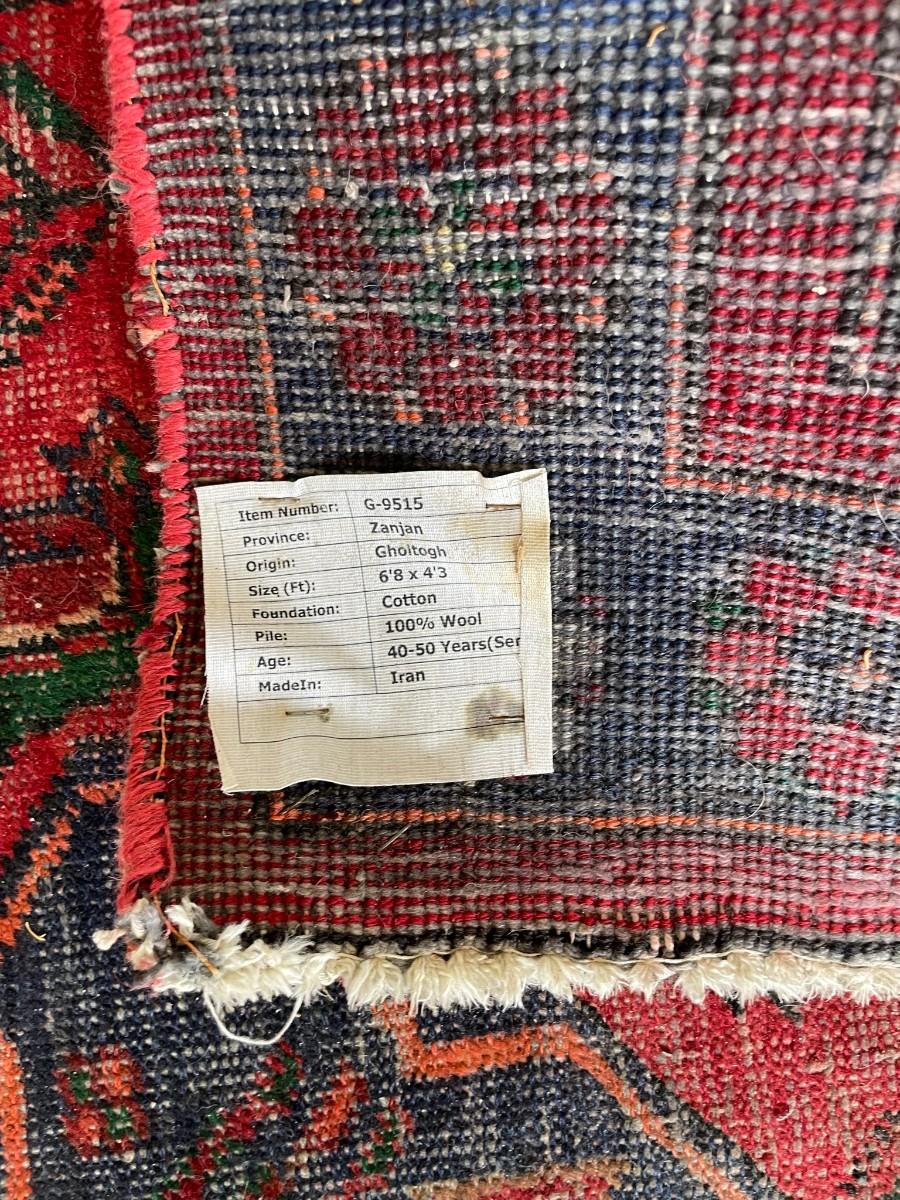 Item Number: G-9515
Province: Zanjan
Origin: Gholtogh
Size (Ft): 6'8 x 4'3
Foundation: Cotton
Pile: 100% Wool
Age: 40-50 Years(Ser
MadeIn: Iran